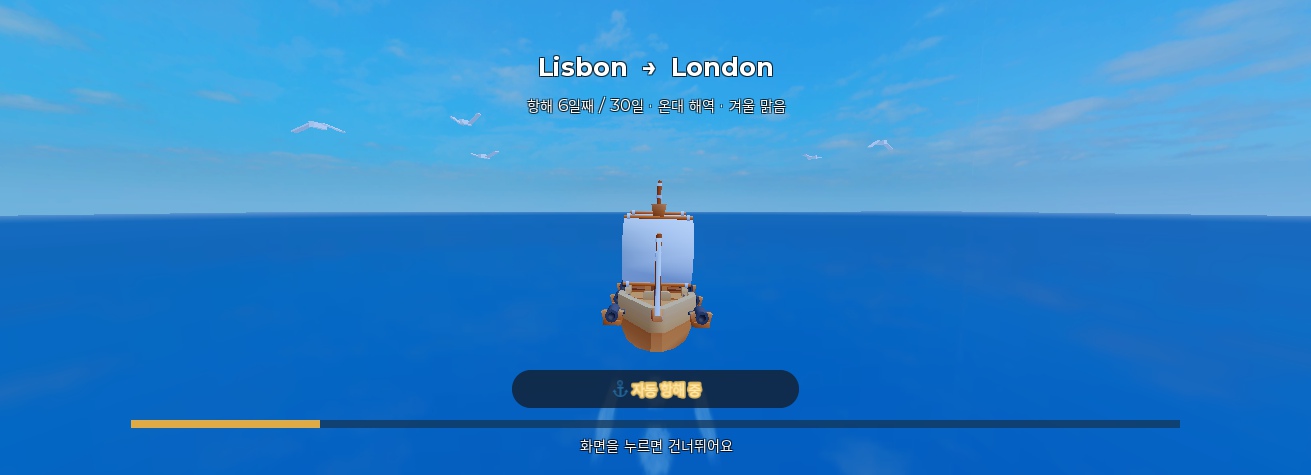 Lisbon → London
항해 6일째 / 30일 · 온대 해역 · 겨울 맑음
⚓ 자동 항해 중
화면을 누르면 건너뛰어요